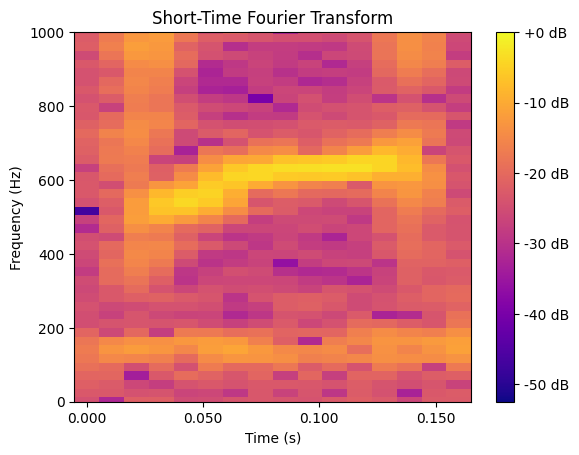 Short-Time Fourier Transform
1000
800
600
400
200
0
Frequency (Hz)
0.000
0.050
0.100
0.150
Time (s)
+0 dB
-10 dB
-20 dB
-30 dB
-40 dB
-50 dB